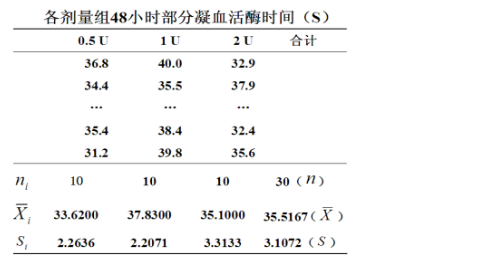 各剂量组48小时部分凝血活酶时间（S）
0.5 U 1 U 2 U 合计
36.8 40.0 32.9
34.4 35.5 37.9
… … …
35.4 38.4 32.4
31.2 39.8 35.6
n_i 10 10 10 30（n）
X̄_i 33.6200 37.8300 35.1000 35.5167（X̄）
S_i 2.2636 2.2071 3.3133 3.1072（S）